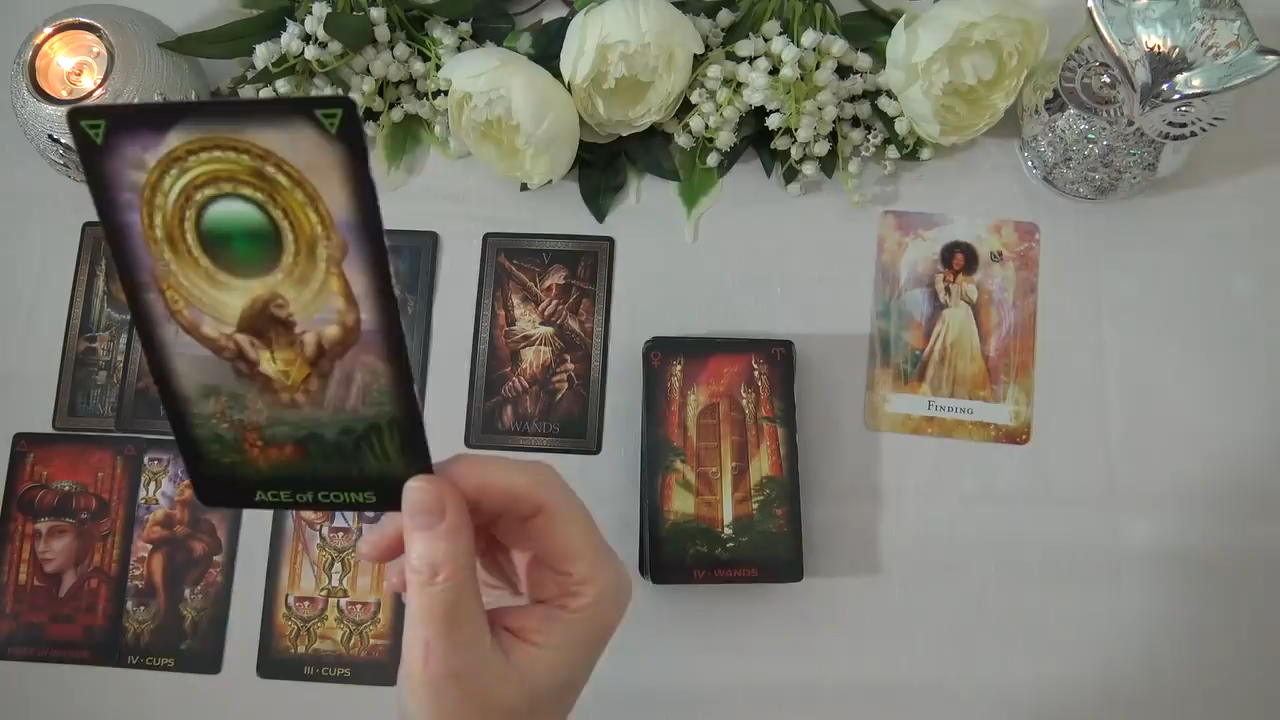 ACE of COINS
V
WANDS
IV · WANDS
FINDING
IV · CUPS
III · CUPS